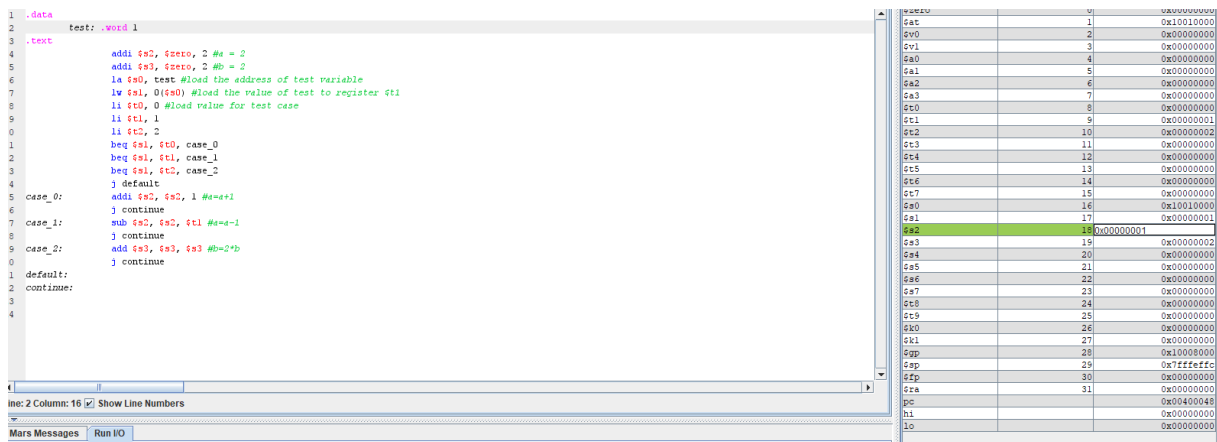 1 .data
2 test: .word 1
3 .text
4 addi $s2, $zero, 2 #a = 2
5 addi $s3, $zero, 2 #b = 2
6 la $s0, test #load the address of test variable
7 lw $s1, 0($s0) #load the value of test to register $t1
8 li $t0, 0 #load value for test case
9 li $t1, 1
0 li $t2, 2
1 beq $s1, $t0, case_0
2 beq $s1, $t1, case_1
3 beq $s1, $t2, case_2
4 j default
5 case_0: addi $s2, $s2, 1 #a=a+1
6 j continue
7 case_1: sub $s2, $s2, $t1 #a=a-1
8 j continue
9 case_2: add $s3, $s3, $s3 #b=2*b
0 j continue
1 default:
2 continue:
3
4
ine: 2 Column: 16 Show Line Numbers
Mars Messages Run I/O
$zero 0 0x00000000
$at 1 0x10010000
$v0 2 0x00000000
$v1 3 0x00000000
$a0 4 0x00000000
$a1 5 0x00000000
$a2 6 0x00000000
$a3 7 0x00000000
$t0 8 0x00000000
$t1 9 0x00000001
$t2 10 0x00000002
$t3 11 0x00000000
$t4 12 0x00000000
$t5 13 0x00000000
$t6 14 0x00000000
$t7 15 0x00000000
$s0 16 0x10010000
$s1 17 0x00000001
$s2 18 0x00000001
$s3 19 0x00000002
$s4 20 0x00000000
$s5 21 0x00000000
$s6 22 0x00000000
$s7 23 0x00000000
$t8 24 0x00000000
$t9 25 0x00000000
$k0 26 0x00000000
$k1 27 0x00000000
$gp 28 0x10008000
$sp 29 0x7fffeffc
$fp 30 0x00000000
$ra 31 0x00000000
pc 0x00400048
hi 0x00000000
lo 0x00000000